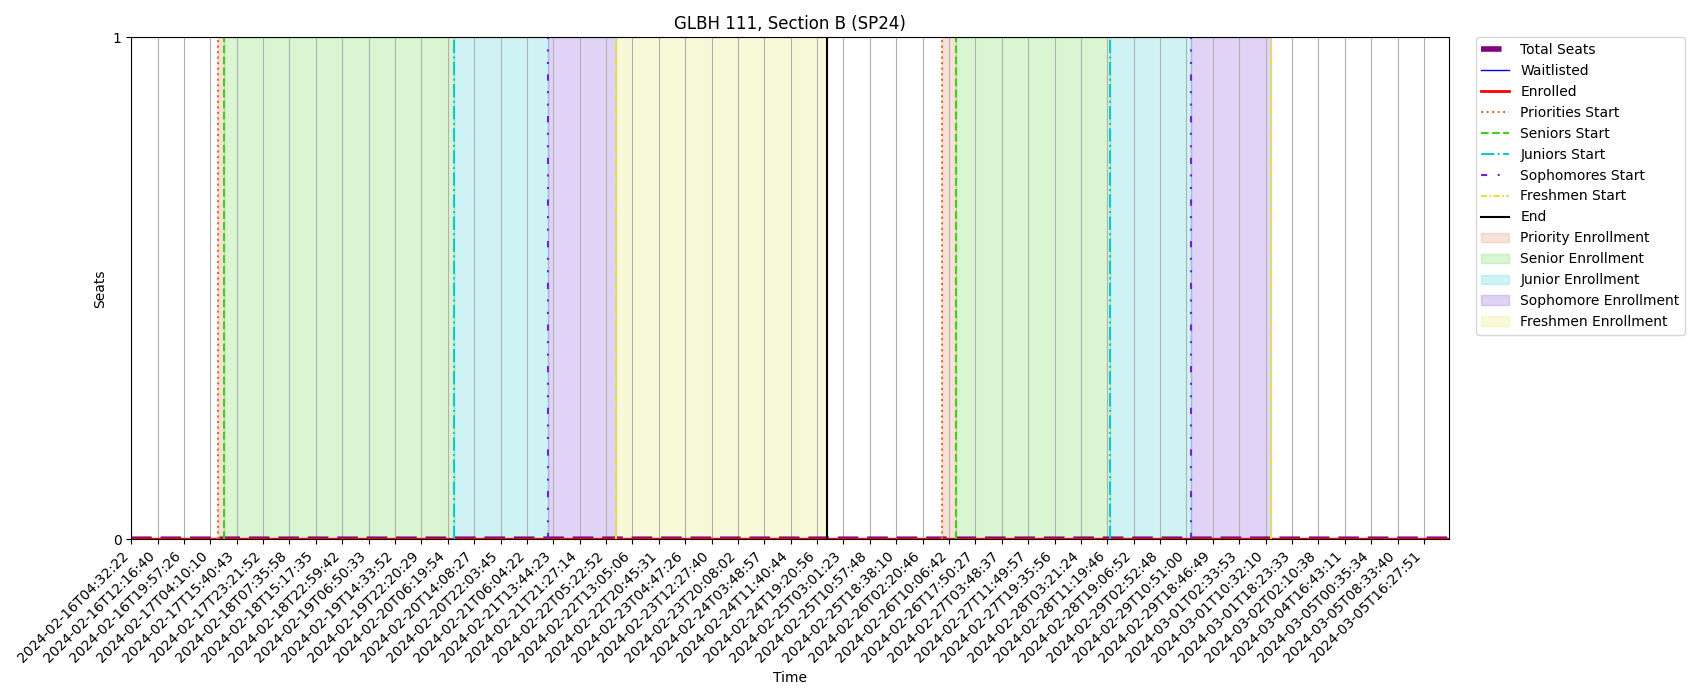 GLBH 111, Section B (SP24)
1
0
Seats
2024-02-16T04:32:22
2024-02-16T12:16:40
2024-02-16T19:57:26
2024-02-17T04:10:10
2024-02-17T15:40:43
2024-02-17T23:21:52
2024-02-18T07:35:58
2024-02-18T15:17:35
2024-02-18T22:59:42
2024-02-19T06:50:33
2024-02-19T14:33:52
2024-02-19T22:20:29
2024-02-20T06:19:54
2024-02-20T14:08:27
2024-02-20T22:03:45
2024-02-21T06:04:22
2024-02-21T13:44:23
2024-02-21T21:27:14
2024-02-22T05:22:52
2024-02-22T13:05:06
2024-02-22T20:45:31
2024-02-23T04:47:26
2024-02-23T12:27:40
2024-02-23T20:08:02
2024-02-24T03:48:57
2024-02-24T11:40:44
2024-02-24T19:20:56
2024-02-25T03:01:23
2024-02-25T10:57:48
2024-02-25T18:38:10
2024-02-26T02:20:46
2024-02-26T10:06:42
2024-02-26T17:50:27
2024-02-27T03:48:37
2024-02-27T11:49:57
2024-02-27T19:35:56
2024-02-28T03:21:24
2024-02-28T11:19:46
2024-02-28T19:06:52
2024-02-29T02:52:48
2024-02-29T10:51:00
2024-02-29T18:46:49
2024-03-01T02:33:53
2024-03-01T10:32:10
2024-03-01T18:23:33
2024-03-02T02:10:38
2024-03-04T16:43:11
2024-03-05T00:35:34
2024-03-05T08:33:40
2024-03-05T16:27:51
Time
Total Seats
Waitlisted
Enrolled
Priorities Start
Seniors Start
Juniors Start
Sophomores Start
Freshmen Start
End
Priority Enrollment
Senior Enrollment
Junior Enrollment
Sophomore Enrollment
Freshmen Enrollment